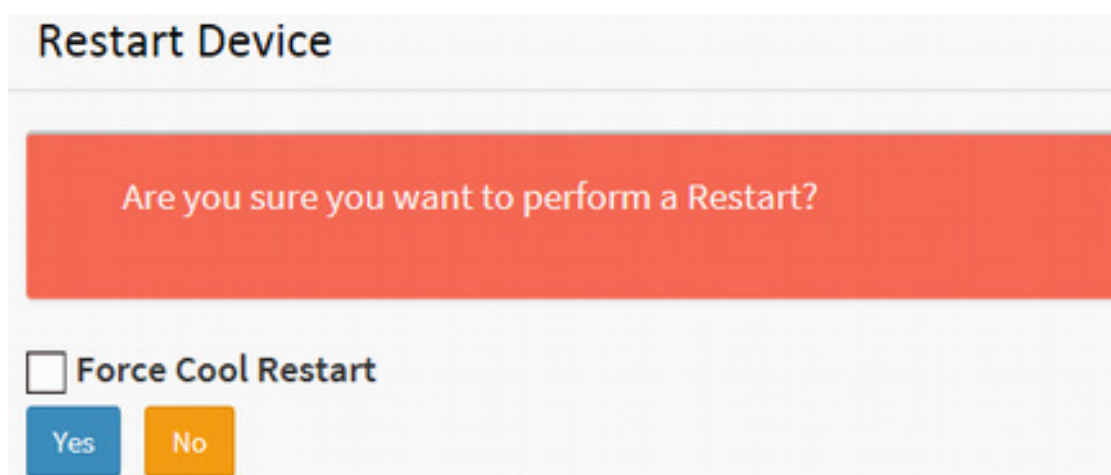 Restart Device
Are you sure you want to perform a Restart?
Force Cool Restart
Yes No